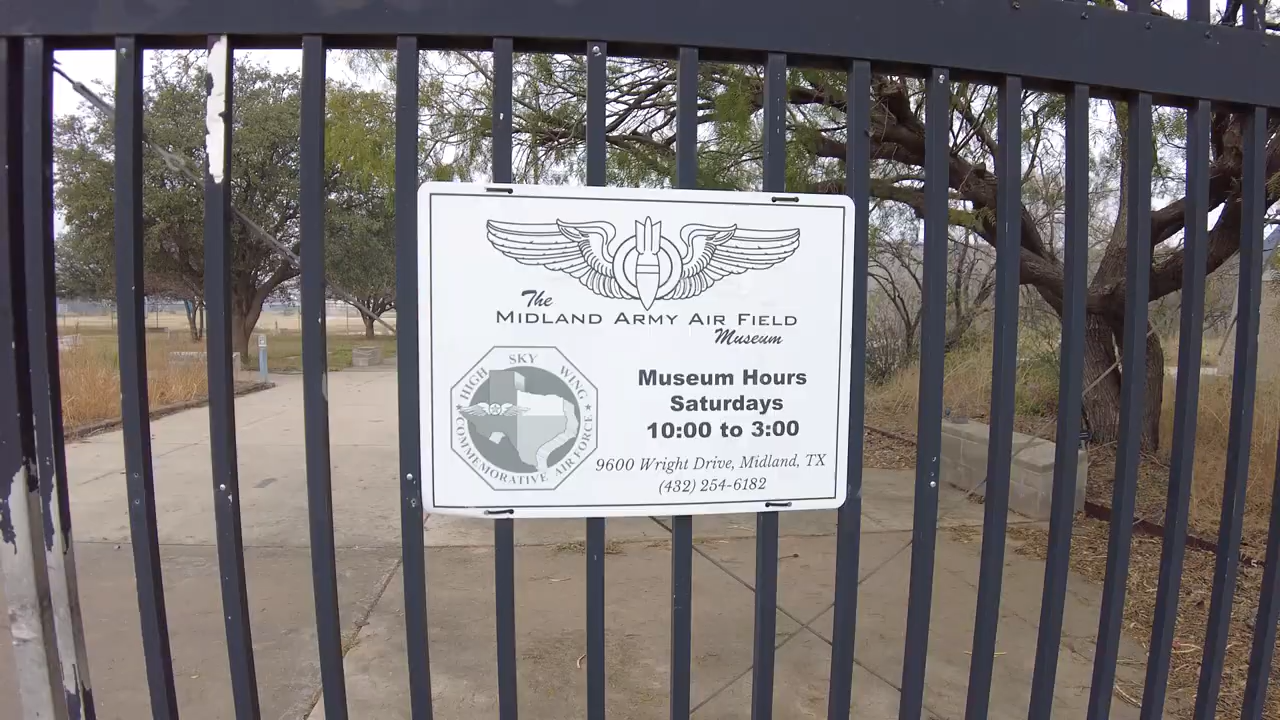 The
MIDLAND ARMY AIR FIELD
Museum
HIGH SKY WING
COMMEMORATIVE AIR FORCE
Museum Hours
Saturdays
10:00 to 3:00
9600 Wright Drive, Midland, TX
(432) 254-6182